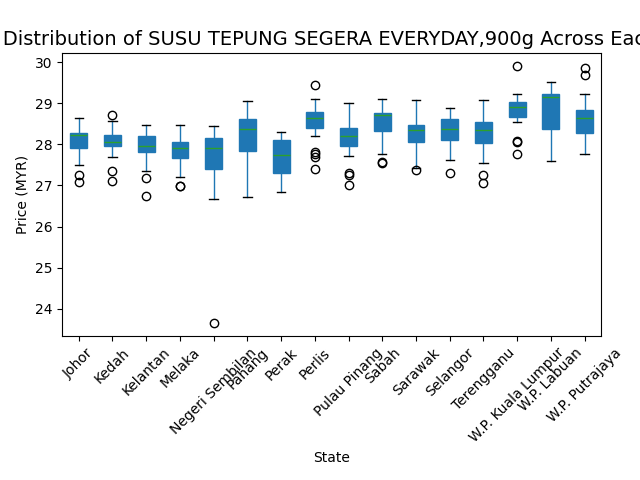 Distribution of SUSU TEPUNG SEGERA EVERYDAY,900g Across Eac
30
29
28
27
26
25
24
Price (MYR)
Johor
Kedah
Kelantan
Melaka
Negeri Sembilan
Pahang
Perak
Perlis
Pulau Pinang
Sabah
Sarawak
Selangor
Terengganu
W.P. Kuala Lumpur
W.P. Labuan
W.P. Putrajaya
State